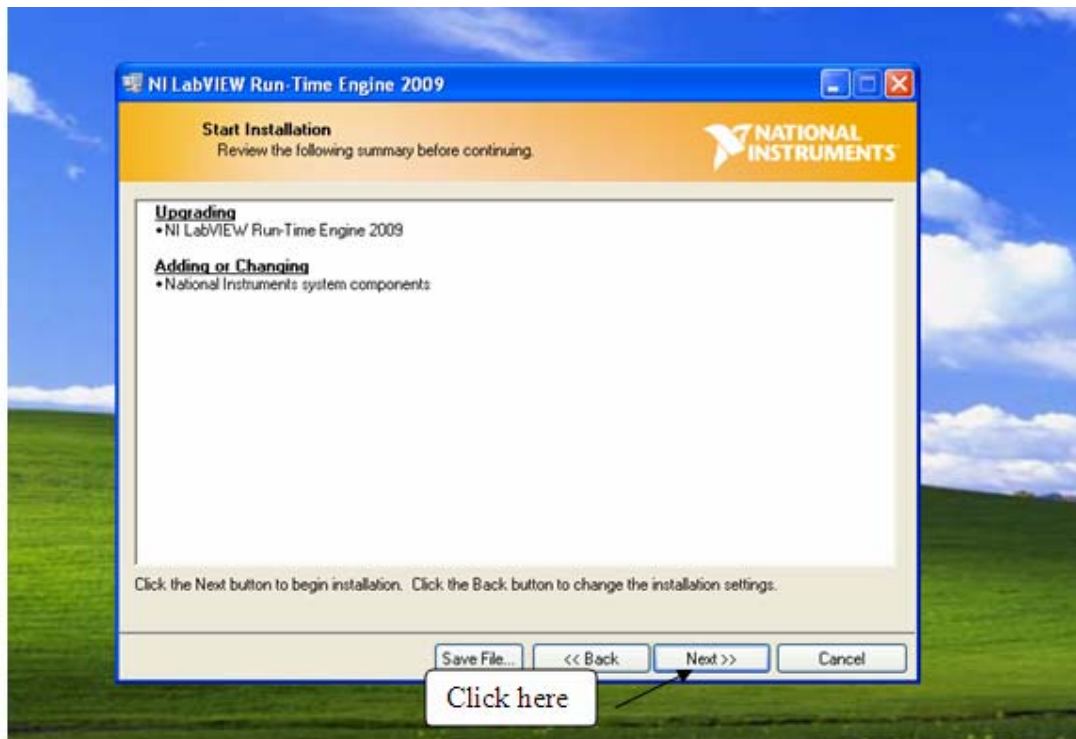 NI LabVIEW Run-Time Engine 2009
Start Installation
Review the following summary before continuing.
NATIONAL
INSTRUMENTS
Upgrading
• NI LabVIEW Run-Time Engine 2009
Adding or Changing
• National Instruments system components
Click the Next button to begin installation. Click the Back button to change the installation settings.
Save File... << Back Next >> Cancel
Click here